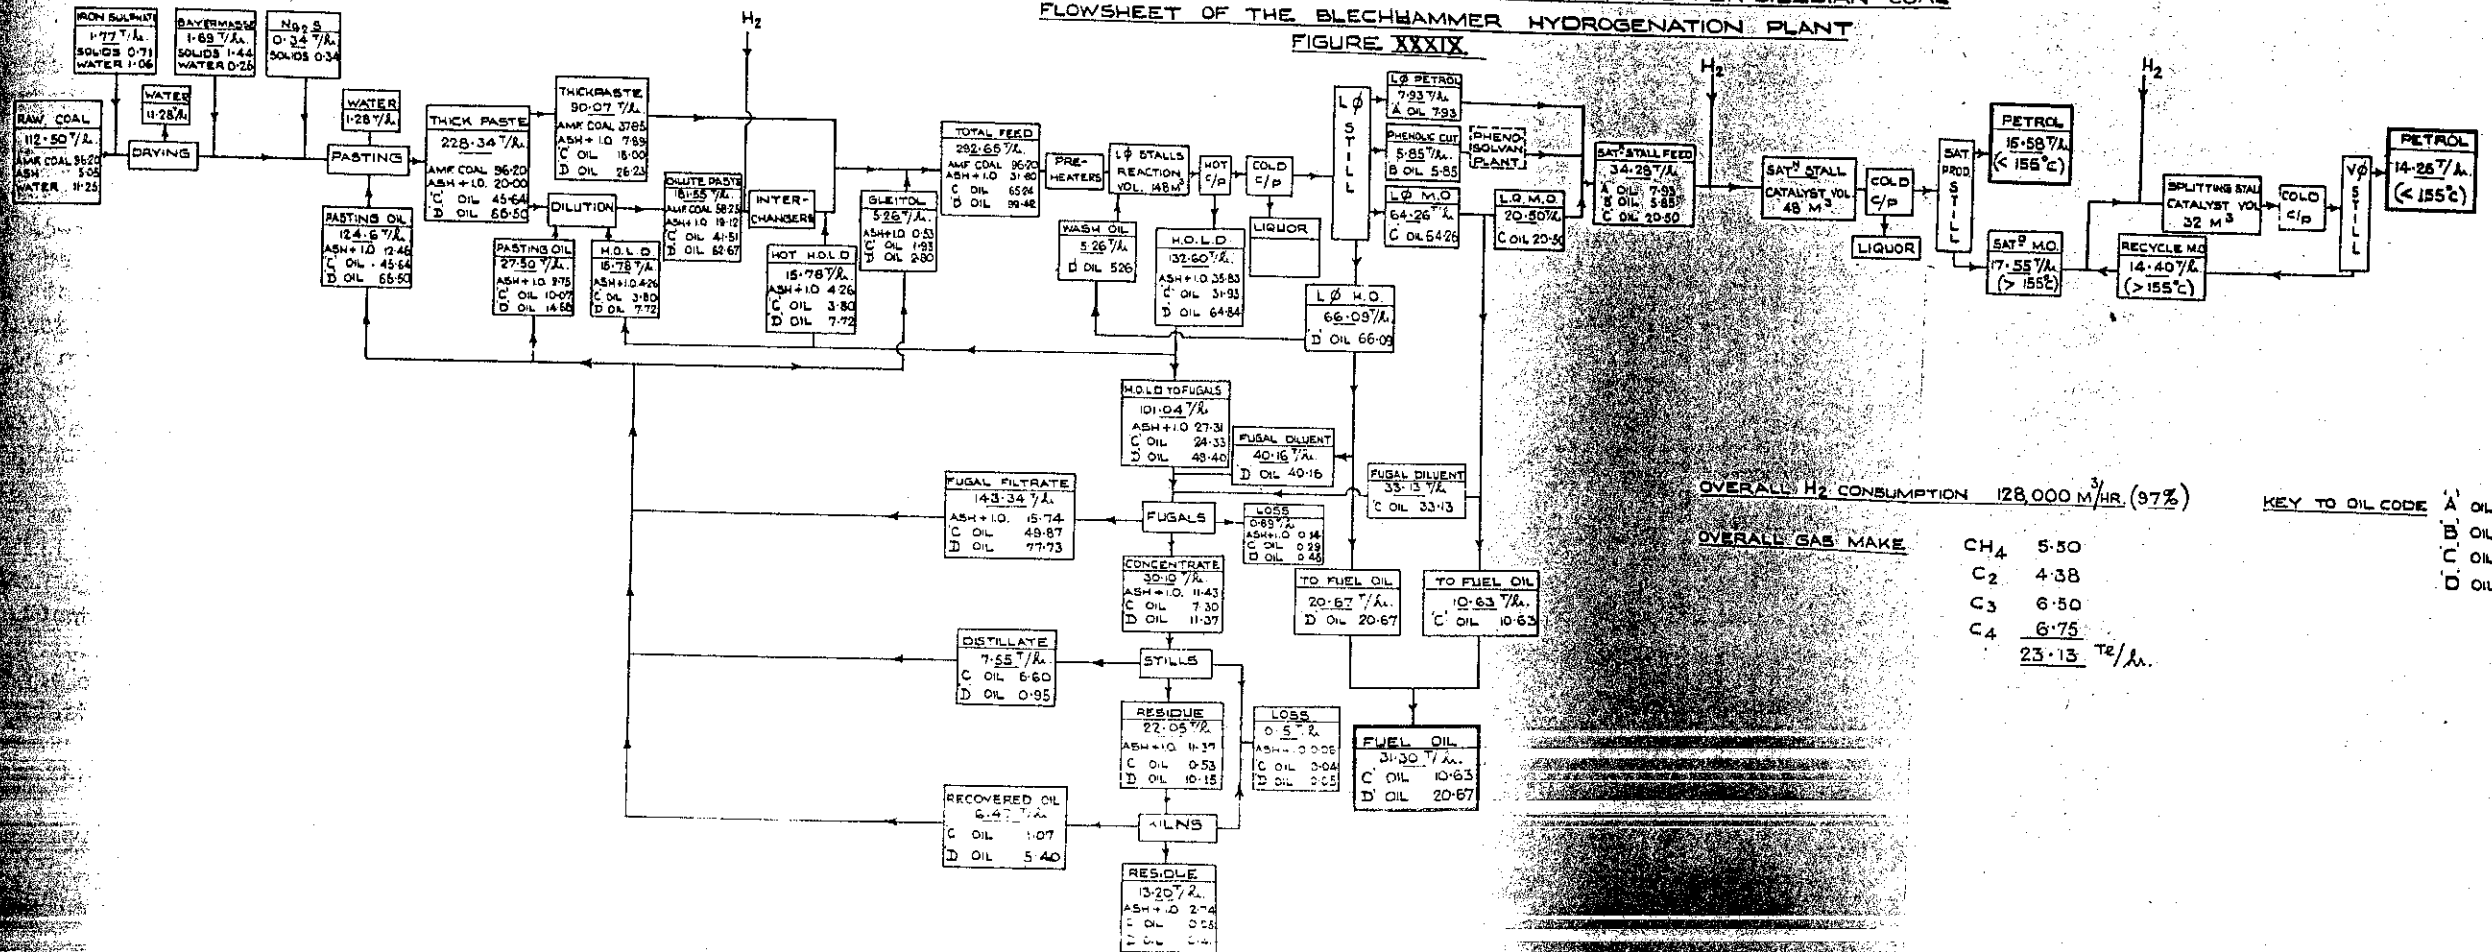 FLOWSHEET OF THE BLECHHAMMER HYDROGENATION PLANT
FIGURE XXXIX
IRON SULPHATE
1·77 T/h.
SOLIDS 0·71
WATER 1·06
BAYERMASSE
1·69 T/h.
SOLIDS 1·44
WATER 0·26
Na2S
0·34 T/h.
SOLIDS 0·34
RAW COAL
112·50 T/h.
AMF COAL 96·20
ASH 5·05
WATER 11·25
WATER
11·28 T/h
DRYING
WATER
1·28 T/h
PASTING
PASTING OIL
124·6 T/h.
ASH+I.O 12·46
'C' OIL 45·64
D OIL 66·50
THICK PASTE
228·34 T/h.
AMF COAL 96·20
ASH+I.O. 20·00
'C' OIL 45·64
D OIL 66·50
THICKPASTE
90·07 T/h.
AMF COAL 37·95
ASH+I.O 7·89
'C' OIL 18·00
D OIL 26·23
DILUTION
PASTING OIL
27·50 T/h.
ASH+I.O 2·75
'C' OIL 10·07
D OIL 14·68
H.O.L.D
15·78 T/h.
ASH+I.O 4·26
'C' OIL 3·80
D OIL 7·72
DILUTE PASTE
181·55 T/h.
AMF COAL 58·25
ASH+I.O 19·12
'C' OIL 41·51
'D' OIL 62·67
H2
INTER-
CHANGERS
HOT H.O.L.D
15·78 T/h.
ASH+I.O 4·26
'C' OIL 3·80
'D' OIL 7·72
GLEITOL
5·26 T/h.
ASH+I.O 0·53
'C' OIL 1·93
'D' OIL 2·80
TOTAL FEED
292·65 T/h.
AMF COAL 96·20
ASH+I.O 31·80
C OIL 65·24
'D' OIL 99·42
PRE-
HEATERS
LØ STALLS
REACTION
VOL. 148 M3
HOT
C/P
COLD
C/P
LIQUOR
WASH OIL
5·26 T/h.
'D' OIL 5·26
H.O.L.D
132·60 T/h.
ASH+I.O 35·83
'C' OIL 31·93
'D' OIL 64·84
LØ
STILL
LØ H.O.
66·09 T/h.
'D' OIL 66·09
LØ PETROL
7·93 T/h.
'A' OIL 7·93
PHENOLIC CUT
5·85 T/h.
B OIL 5·85
PHENO-
SOLVAN
PLANT
LØ M.O
64·26 T/h
C OIL 64·26
L.Ø. M.O.
20·50 T/h
C OIL 20·50
SATN STALL FEED
34·28 T/h.
'A' OIL 7·93
'B' OIL 5·85
C OIL 20·50
H2
SATN STALL
CATALYST VOL
48 M3
COLD
C/P
LIQUOR
SAT.
PROD.
STILL
PETROL
15·58 T/h
(< 155°C)
SATD M.O.
17·55 T/h.
(> 155°C)
H2
SPLITTING STALL
CATALYST VOL
32 M3
COLD
C/P
RECYCLE M.O
14·40 T/h.
(>155°C)
VØ
STILL
PETROL
14·26 T/h.
(< 155°C)
H.O.L.D TO FUGALS
101·04 T/h.
ASH+I.O 27·31
'C' OIL 24·33
'D' OIL 49·40
FUGAL DILUENT
40·16 T/h.
'D' OIL 40·16
FUGAL DILUENT
33·13 T/h
'C' OIL 33·13
FUGAL FILTRATE
143·34 T/h
ASH+I.O. 15·74
C OIL 49·87
D OIL 77·73
FUGALS
LOSS
0·89 T/h
ASH+I.O 0·14
C OIL 0·29
D OIL 0·46
CONCENTRATE
30·10 T/h.
ASH+I.O. 11·43
C OIL 7·30
D OIL 11·37
TO FUEL OIL
20·67 T/h.
D OIL 20·67
TO FUEL OIL
10·63 T/h.
'C' OIL 10·63
DISTILLATE
7·55 T/h.
C OIL 6·60
D OIL 0·95
STILLS
RESIDUE
22·05 T/h
ASH+I.O 11·37
C OIL 0·53
D OIL 10·15
LOSS
0·5 T/h
FUEL OIL
31·30 T/h.
C' OIL 10·63
D' OIL 20·67
RECOVERED OIL
6·47 T/h
C OIL 1·07
D OIL 5·40
KILNS
RESIDUE
13·20 T/h.
ASH+I.O 2·74
OVERALL H2 CONSUMPTION 128,000 M3/HR. (97%)
OVERALL GAS MAKE
CH4 5·50
C2 4·38
C3 6·50
C4 6·75
23·13 Te/h.
KEY TO OIL CODE 'A' OIL
'B' OIL
'C' OIL
'D' OIL